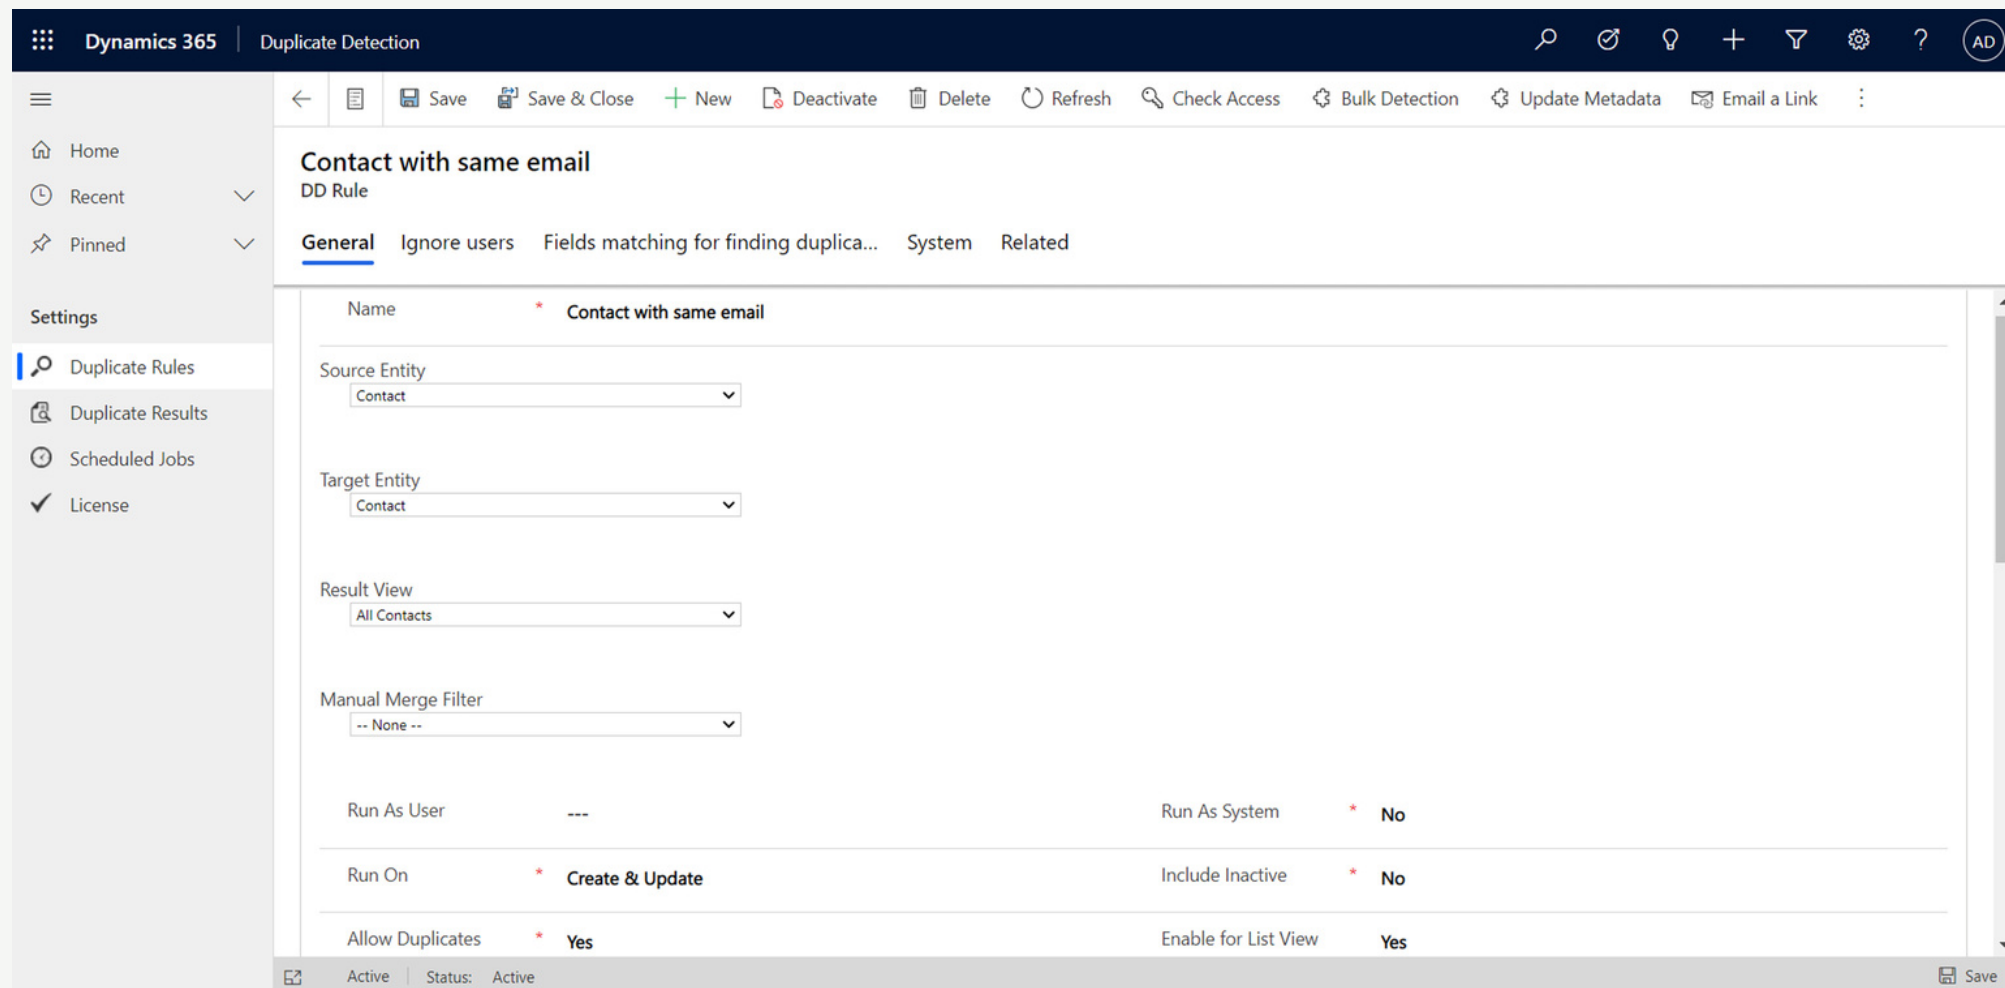 Dynamics 365 Duplicate Detection AD
Save Save & Close New Deactivate Delete Refresh Check Access Bulk Detection Update Metadata Email a Link
Home
Recent
Pinned
Settings
Duplicate Rules
Duplicate Results
Scheduled Jobs
License
Contact with same email
DD Rule
General Ignore users Fields matching for finding duplica... System Related
Name * Contact with same email
Source Entity
Contact
Target Entity
Contact
Result View
All Contacts
Manual Merge Filter
-- None --
Run As User --- Run As System * No
Run On * Create & Update Include Inactive * No
Allow Duplicates * Yes Enable for List View Yes
Active Status: Active Save